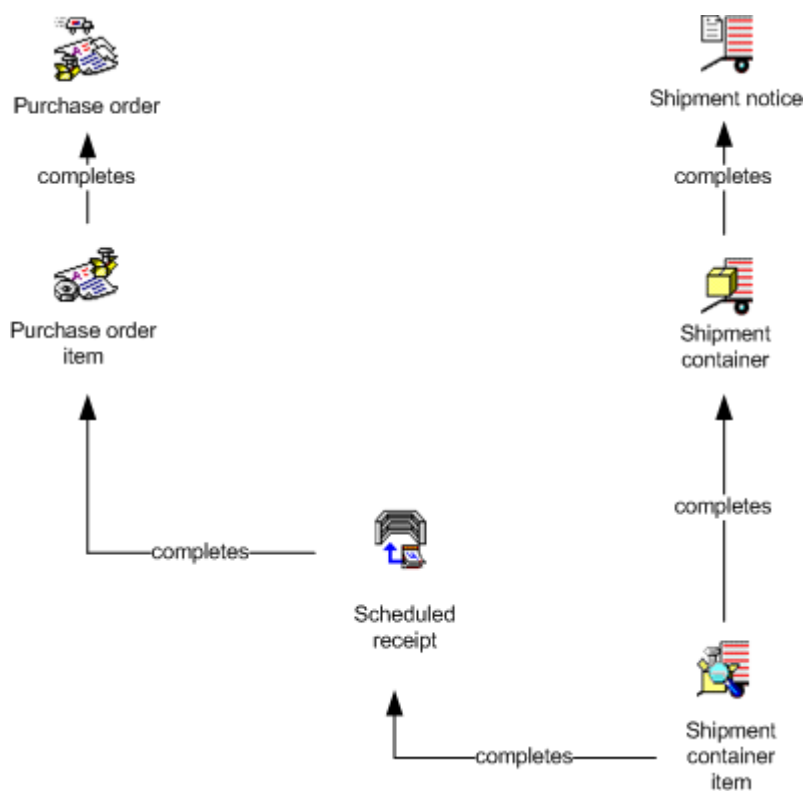 Purchase order
Shipment notice
completes
completes
Purchase order
item
Shipment
container
completes
completes
Scheduled
receipt
completes
Shipment
container
item